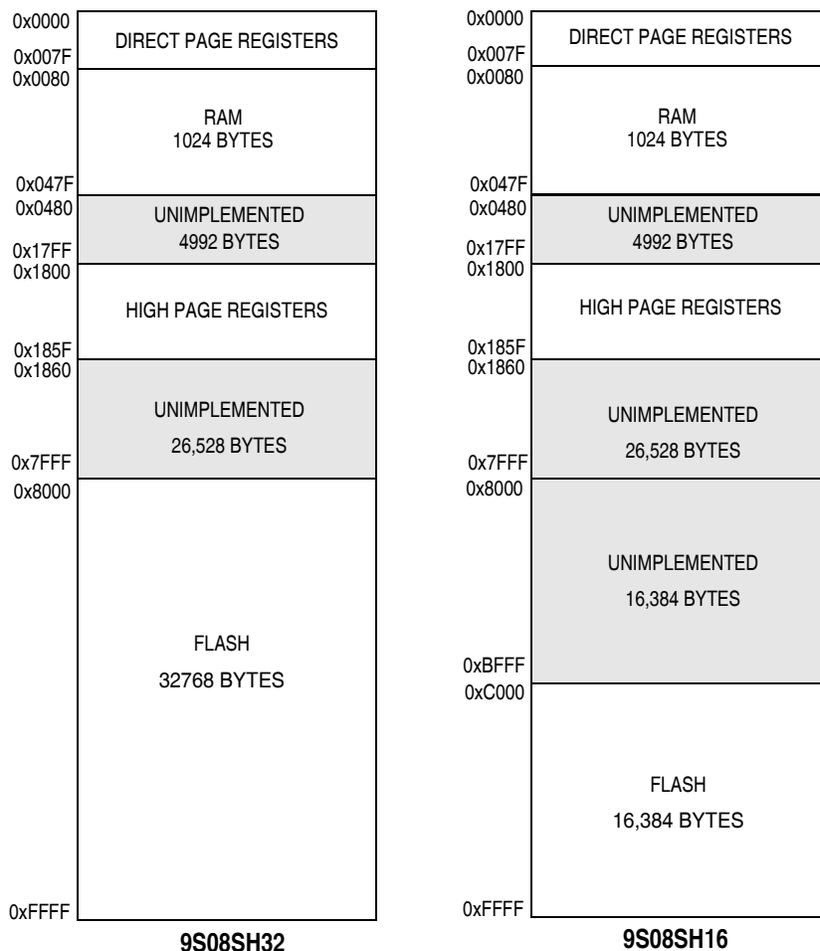 0x0000
DIRECT PAGE REGISTERS
0x007F
0x0080
RAM
1024 BYTES
0x047F
0x0480
UNIMPLEMENTED
4992 BYTES
0x17FF
0x1800
HIGH PAGE REGISTERS
0x185F
0x1860
UNIMPLEMENTED
26,528 BYTES
0x7FFF
0x8000
FLASH
32768 BYTES
0xFFFF
9S08SH32
0x0000
DIRECT PAGE REGISTERS
0x007F
0x0080
RAM
1024 BYTES
0x047F
0x0480
UNIMPLEMENTED
4992 BYTES
0x17FF
0x1800
HIGH PAGE REGISTERS
0x185F
0x1860
UNIMPLEMENTED
26,528 BYTES
0x7FFF
0x8000
UNIMPLEMENTED
16,384 BYTES
0xBFFF
0xC000
FLASH
16,384 BYTES
0xFFFF
9S08SH16